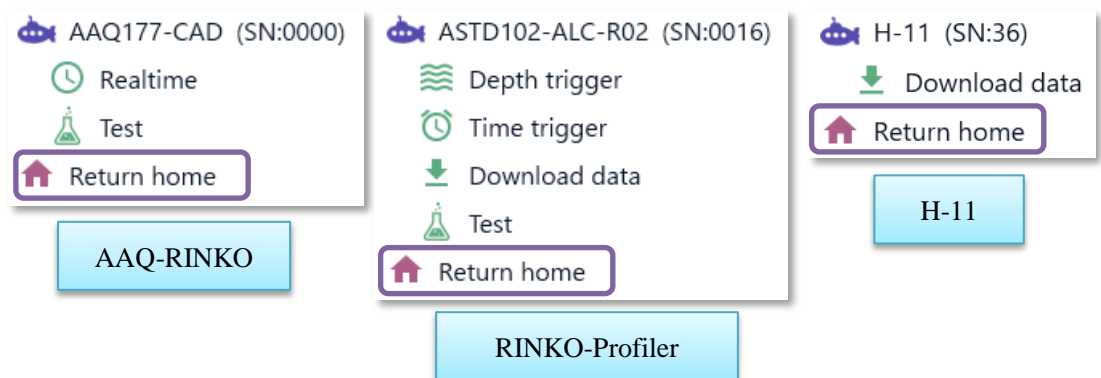 AAQ177-CAD (SN:0000)
Realtime
Test
Return home
AAQ-RINKO
ASTD102-ALC-R02 (SN:0016)
Depth trigger
Time trigger
Download data
Test
Return home
RINKO-Profiler
H-11 (SN:36)
Download data
Return home
H-11